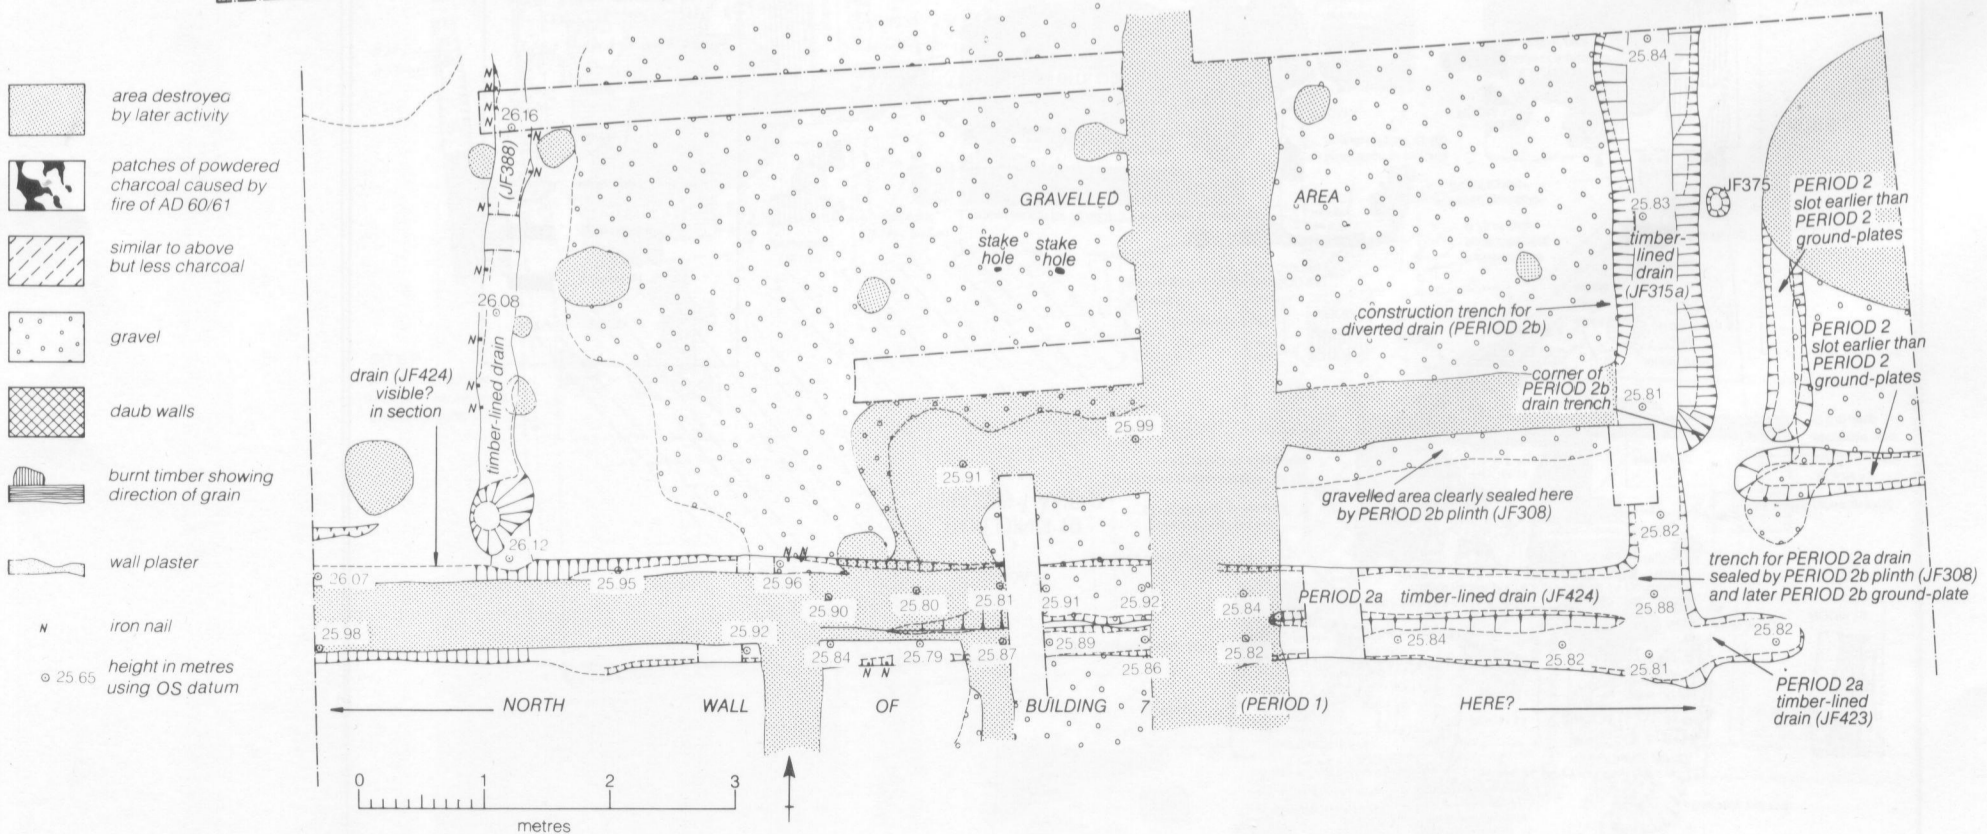 area destroyed
by later activity
patches of powdered
charcoal caused by
fire of AD 60/61
similar to above
but less charcoal
gravel
daub walls
burnt timber showing
direction of grain
wall plaster
N iron nail
25.65 height in metres
using OS datum
N
N
N
26.16
N
(JF388)
N
N
N
26.08
N
timber-lined drain
N
N
drain (JF424)
visible?
in section
26.12
26.07
25.98
25.95
N N
25.96
25.92
25.90
25.80
25.81
25.84
25.79
25.87
N N
25.91
25.99
25.91
25.92
25.89
25.86
GRAVELLED AREA
stake
hole
stake
hole
25.84
25.83
timber-
lined
drain
(JF315a)
JF375
PERIOD 2
slot earlier than
PERIOD 2
ground-plates
construction trench for
diverted drain (PERIOD 2b)
PERIOD 2
slot earlier than
PERIOD 2
ground-plates
corner of
PERIOD 2b
drain trench
25.81
gravelled area clearly sealed here
by PERIOD 2b plinth (JF308)
25.82
trench for PERIOD 2a drain
sealed by PERIOD 2b plinth (JF308)
and later PERIOD 2b ground-plate
25.84
PERIOD 2a timber-lined drain (JF424)
25.88
25.82
25.82
25.84
25.82
25.81
PERIOD 2a
timber-lined
drain (JF423)
NORTH WALL OF BUILDING 7 (PERIOD 1) HERE?
0 1 2 3
metres